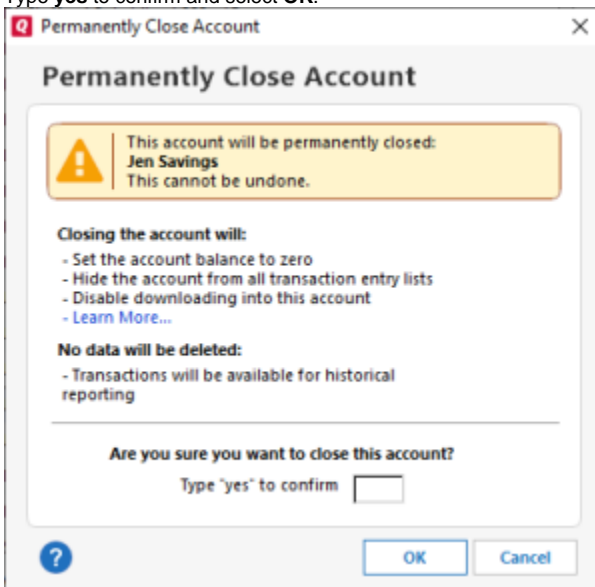 Type yes to confirm and select OK.
Permanently Close Account
Permanently Close Account
This account will be permanently closed:
Jen Savings
This cannot be undone.
Closing the account will:
- Set the account balance to zero
- Hide the account from all transaction entry lists
- Disable downloading into this account
- Learn More...
No data will be deleted:
- Transactions will be available for historical
reporting
Are you sure you want to close this account?
Type "yes" to confirm
?
OK
Cancel